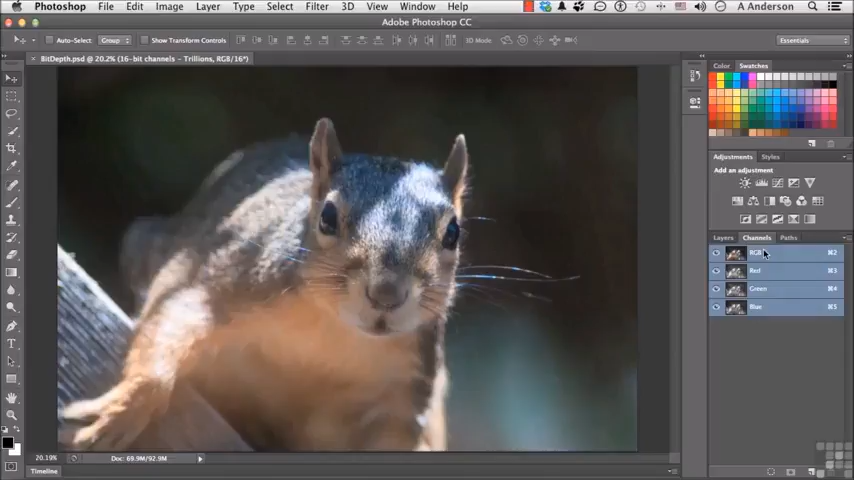 Photoshop File Edit Image Layer Type Select Filter 3D View Window Help A Anderson
Adobe Photoshop CC
Auto-Select: Group Show Transform Controls 3D Mode: Essentials
× BitDepth.psd @ 20.2% (16-bit channels - Trillions, RGB/16*)
Color Swatches
Adjustments Styles
Add an adjustment
Layers Channels Paths
RGB ⌘2
Red ⌘3
Green ⌘4
Blue ⌘5
20.19% Doc: 69.9M/92.9M
Timeline